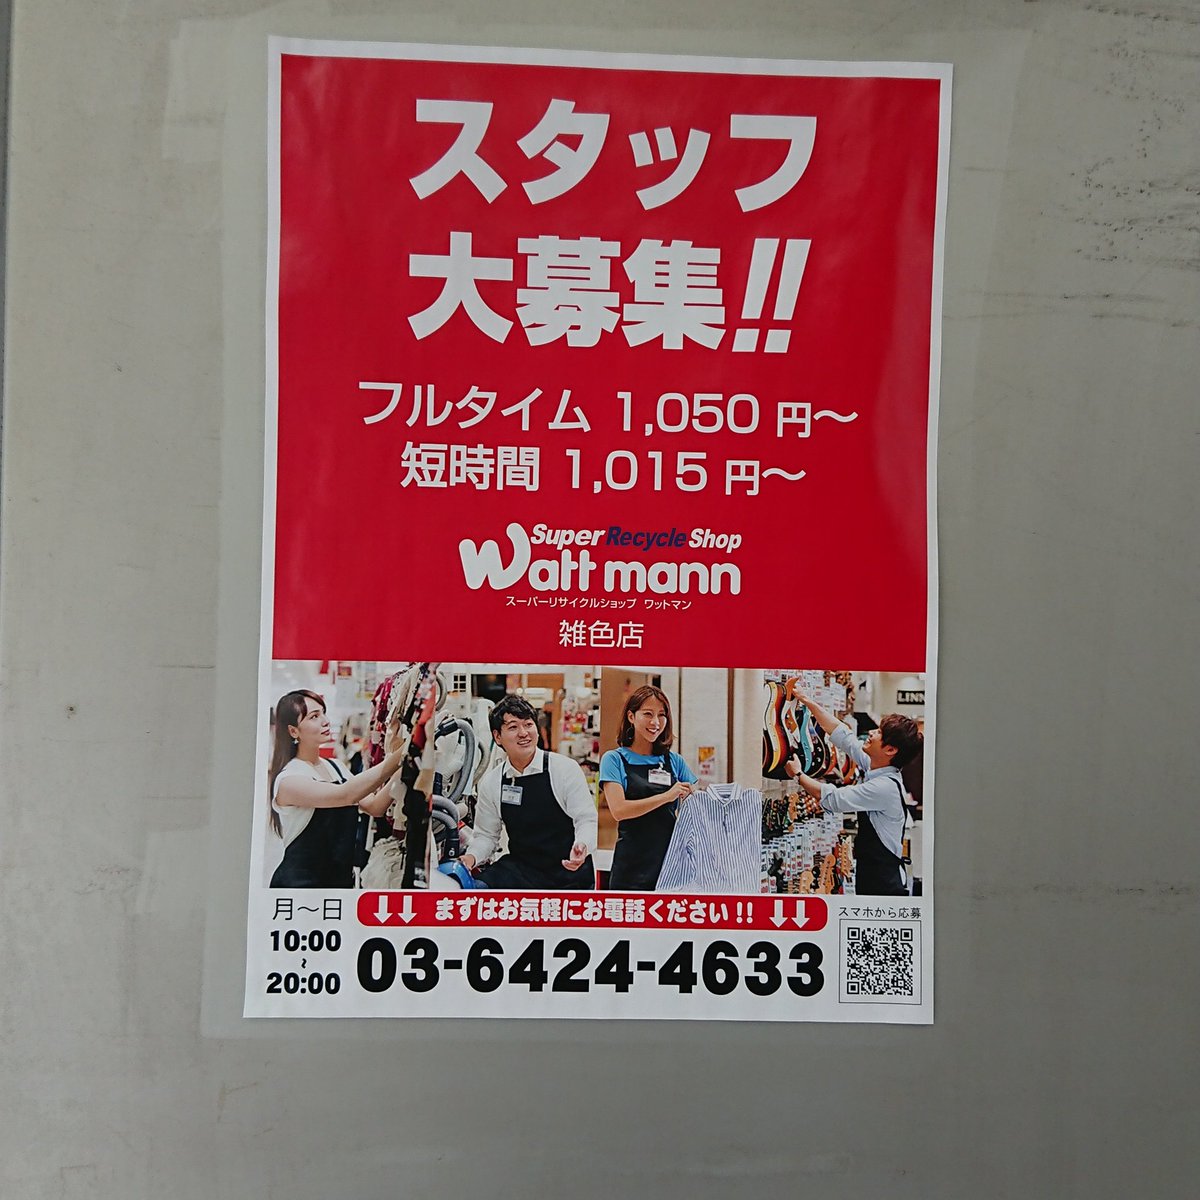 スタッフ
大募集!!
フルタイム 1,050 円～
短時間 1,015 円～
Super Recycle Shop
Watt mann
スーパーリサイクルショップ ワットマン
雑色店
LINN
月～日
10:00
～
20:00
↓↓ まずはお気軽にお電話ください!! ↓↓
03-6424-4633
スマホから応募